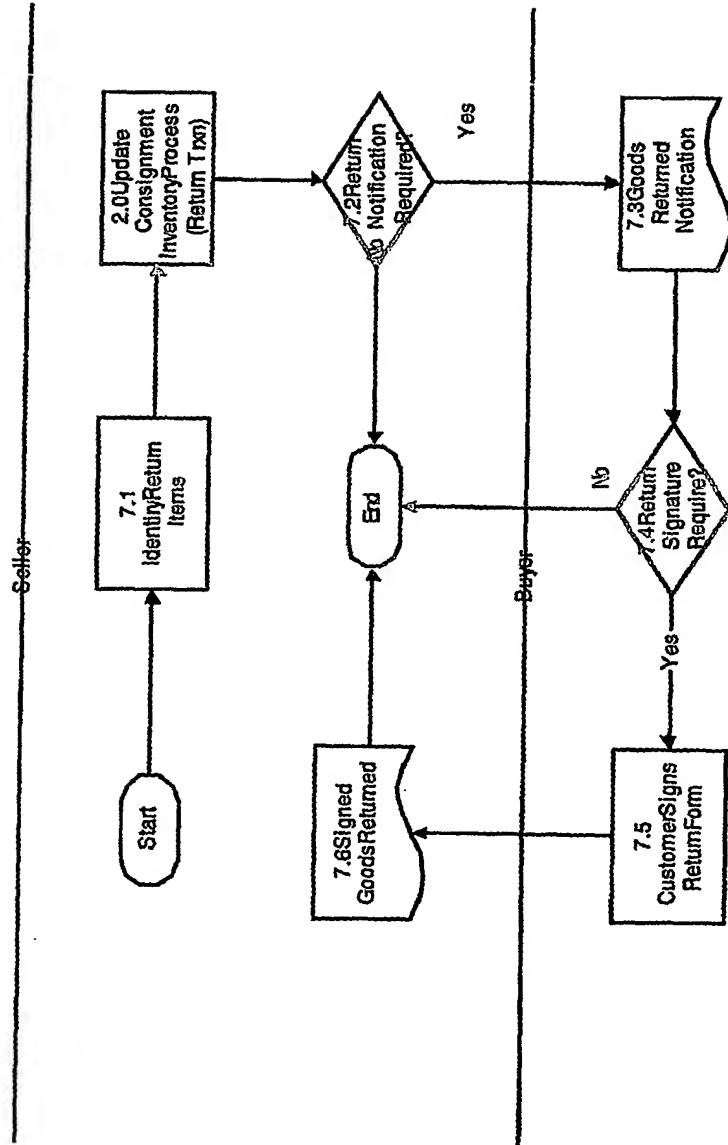 Seller
Start
7.1
IdentifyReturn
Items
2.0Update
Consignment
InventoryProcess
(Return Txn)
7.6Signed
GoodsReturned
End
7.2Return
No Notification
Required?
Yes
Buyer
No
7.5
CustomerSigns
ReturnForm
Yes
7.4Return
Signature
Require?
7.3Goods
Returned
Notification